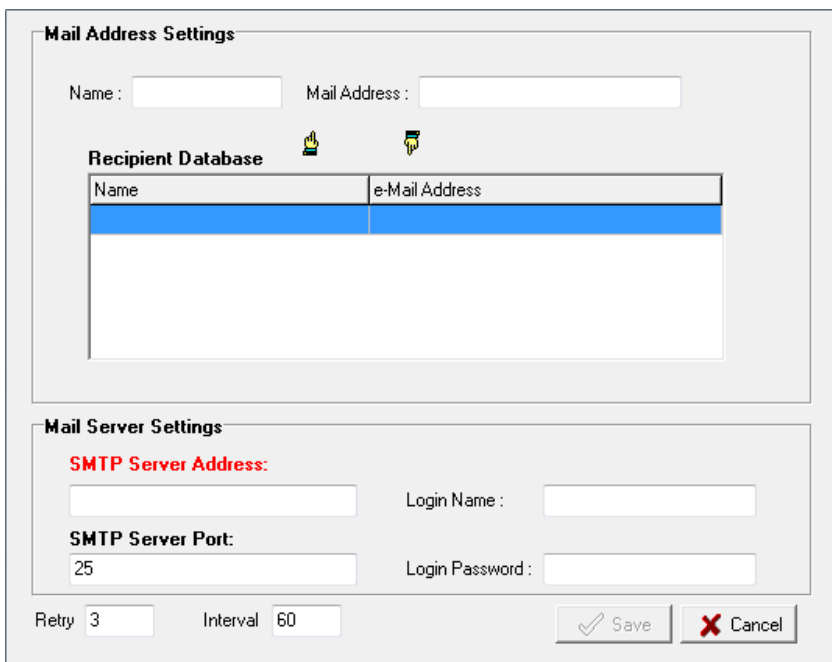 Mail Address Settings
Name :
Mail Address :
Recipient Database
Name
e-Mail Address
Mail Server Settings
SMTP Server Address:
Login Name :
SMTP Server Port:
25
Login Password :
Retry 3
Interval 60
Save
Cancel